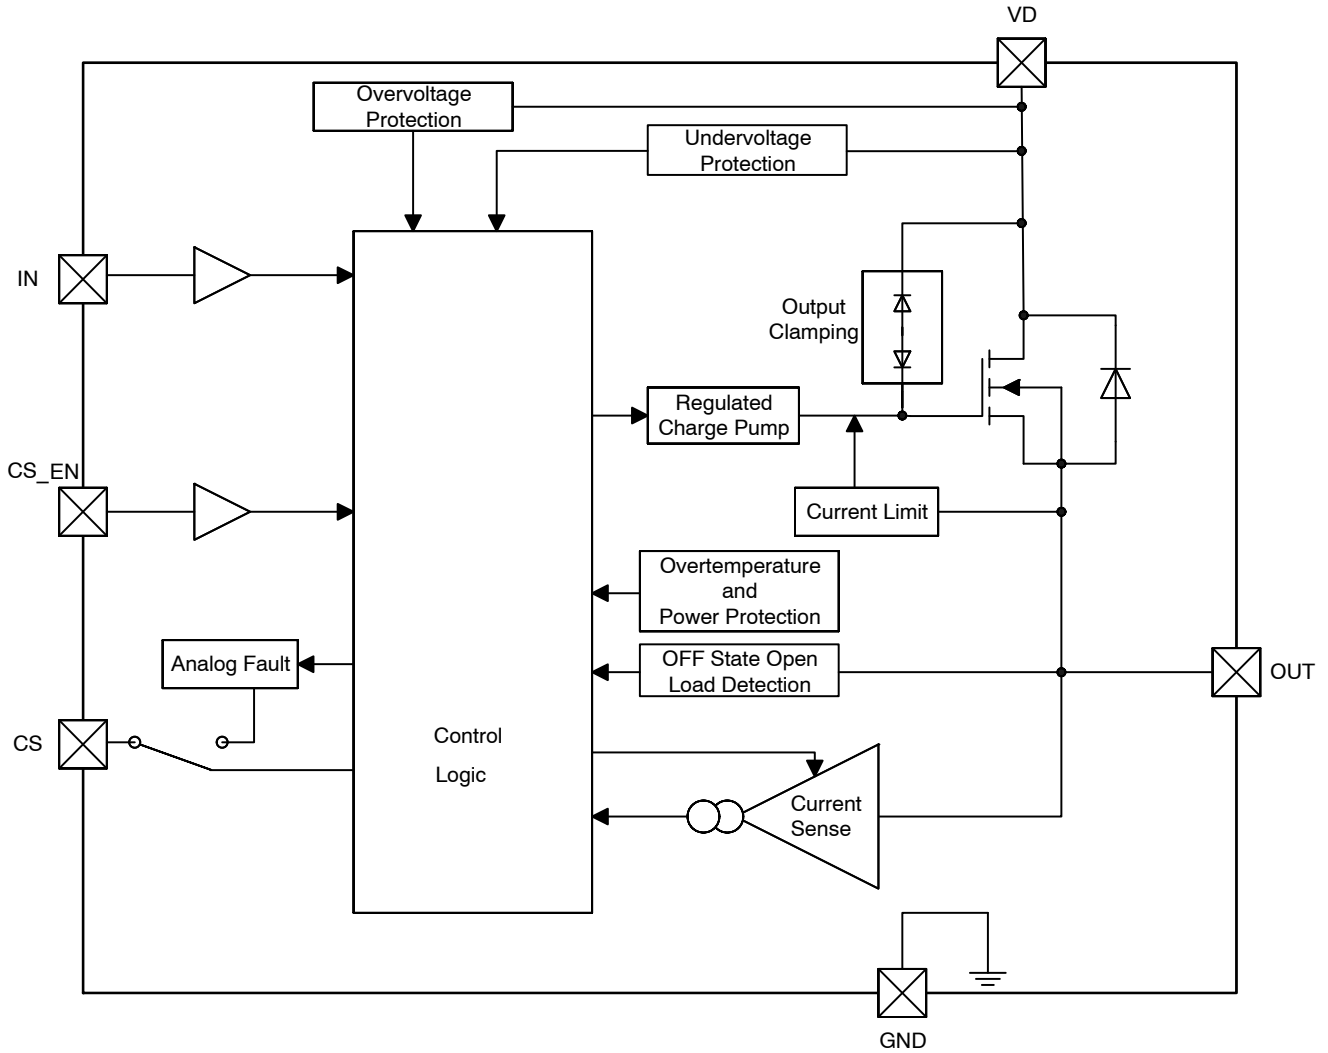 VD
Overvoltage
Protection
Undervoltage
Protection
IN
Output
Clamping
Regulated
Charge Pump
CS_EN
Current Limit
Overtemperature
and
Power Protection
Analog Fault
OFF State Open
Load Detection
OUT
CS
Control
Logic
Current
Sense
GND